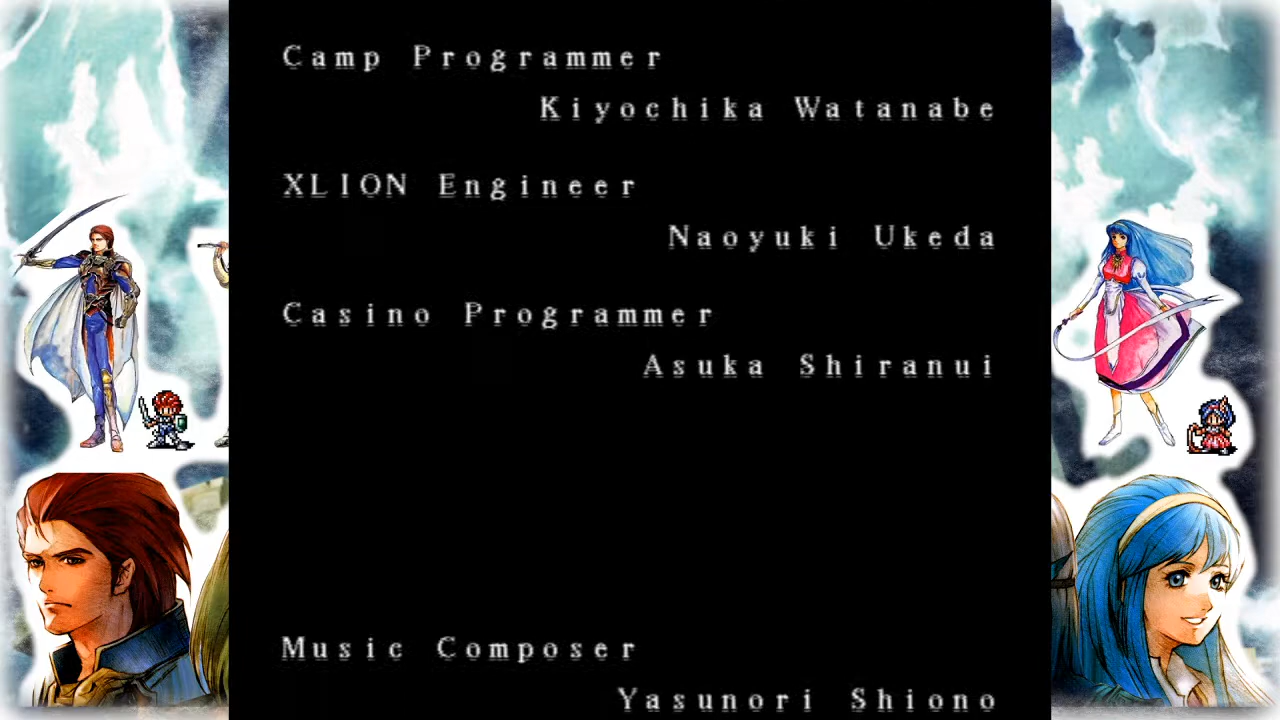 Camp Programmer
Kiyochika Watanabe
XLION Engineer
Naoyuki Ukeda
Casino Programmer
Asuka Shiranui
Music Composer
Yasunori Shiono